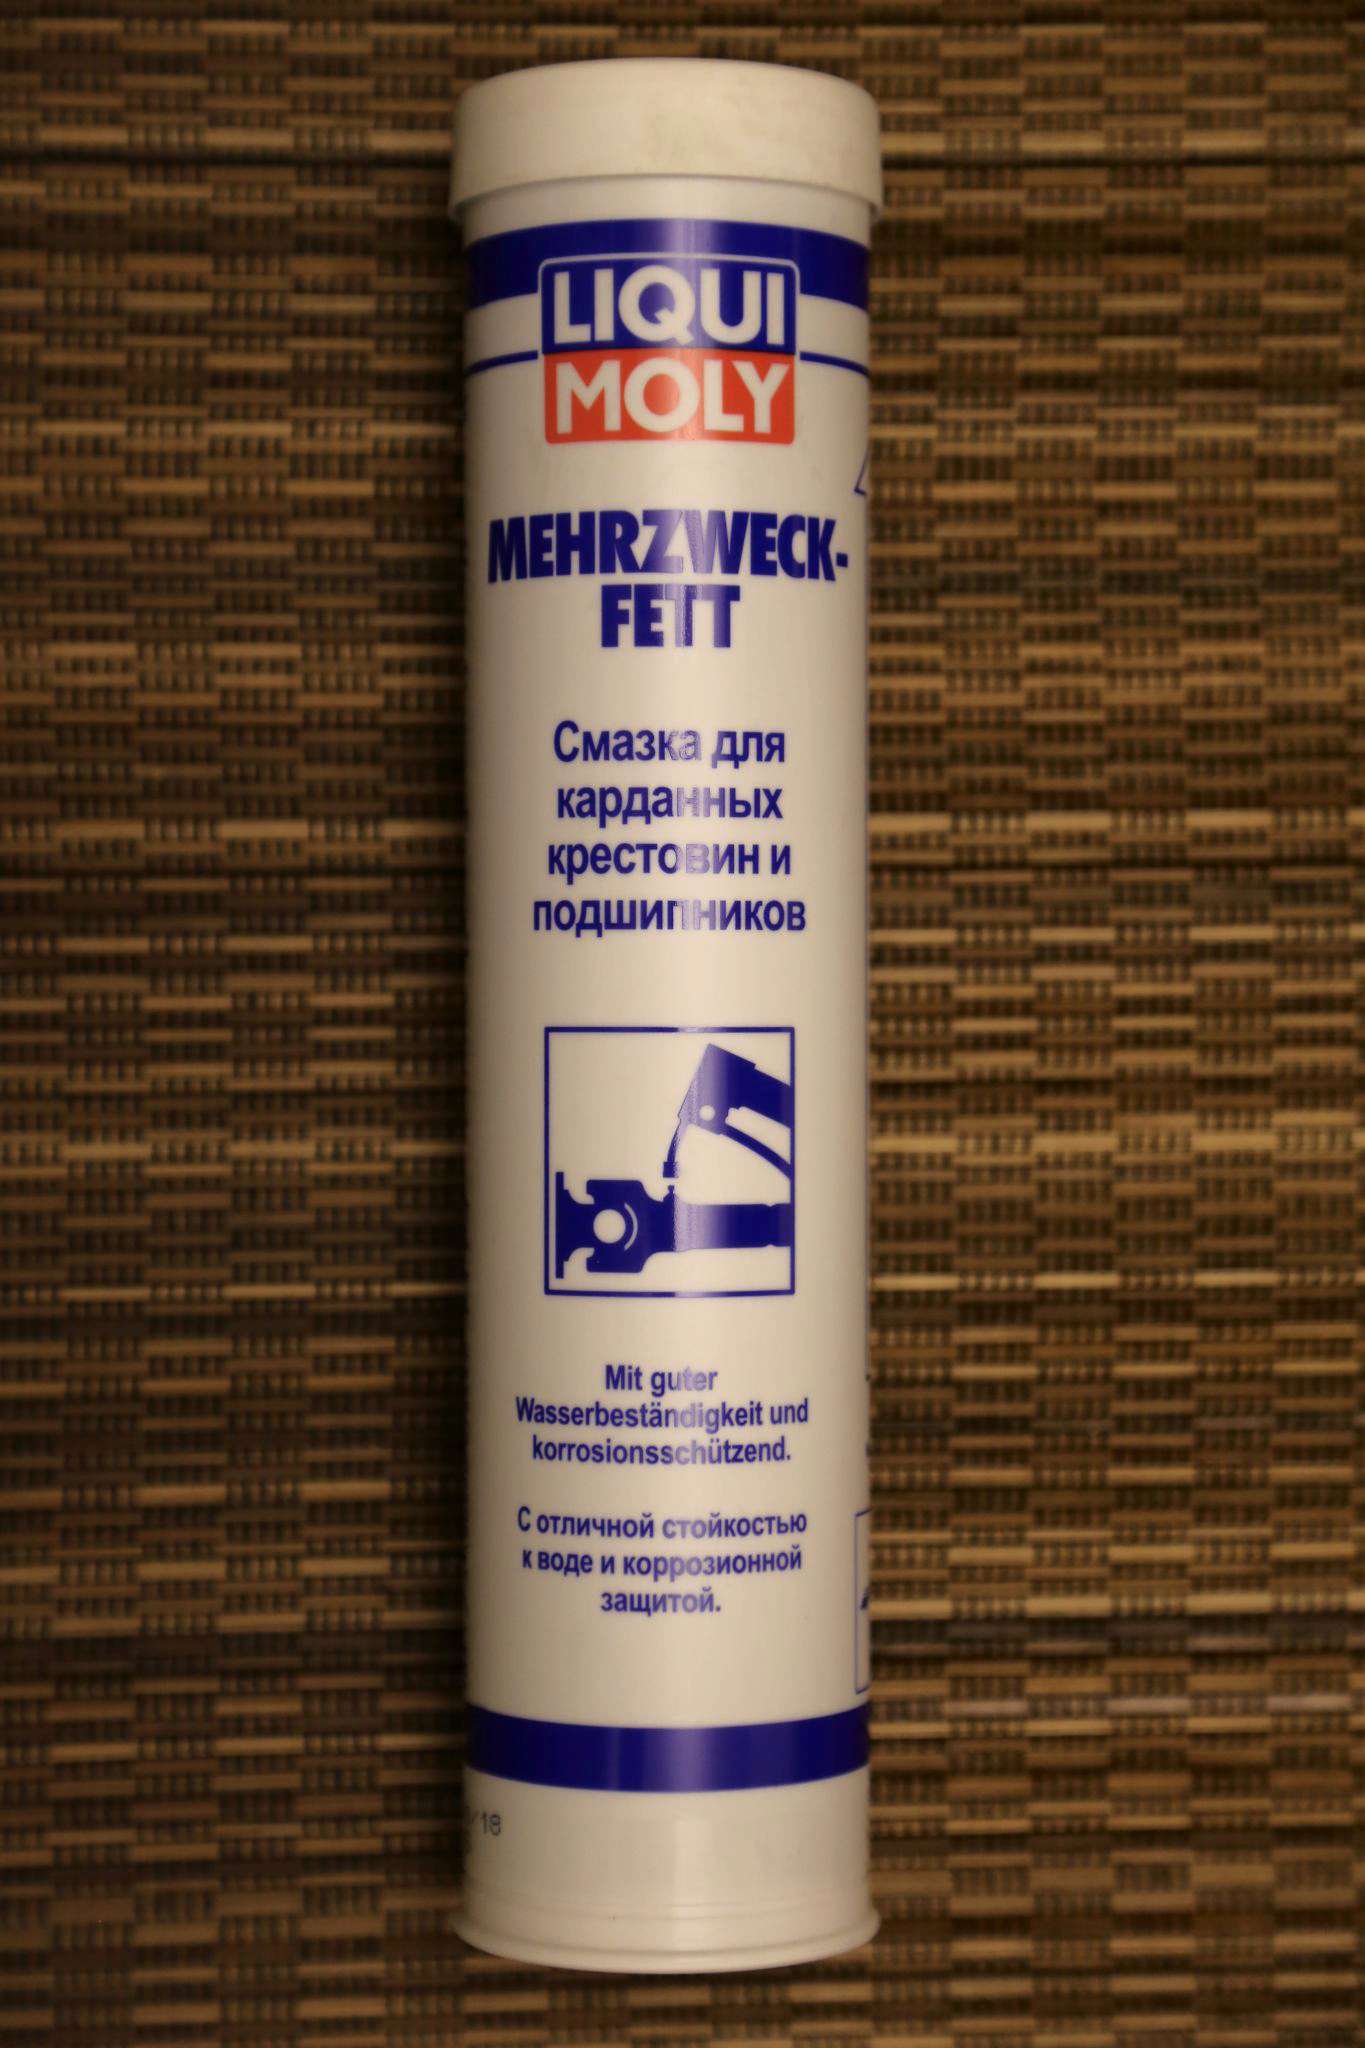 LIQUI
MOLY
MEHRZWECK-
FETT
Смазка для
карданных
крестовин и
подшипников
Mit guter
Wasserbeständigkeit und
korrosionsschützend.
С отличной стойкостью
к воде и коррозионной
защитой.
/18